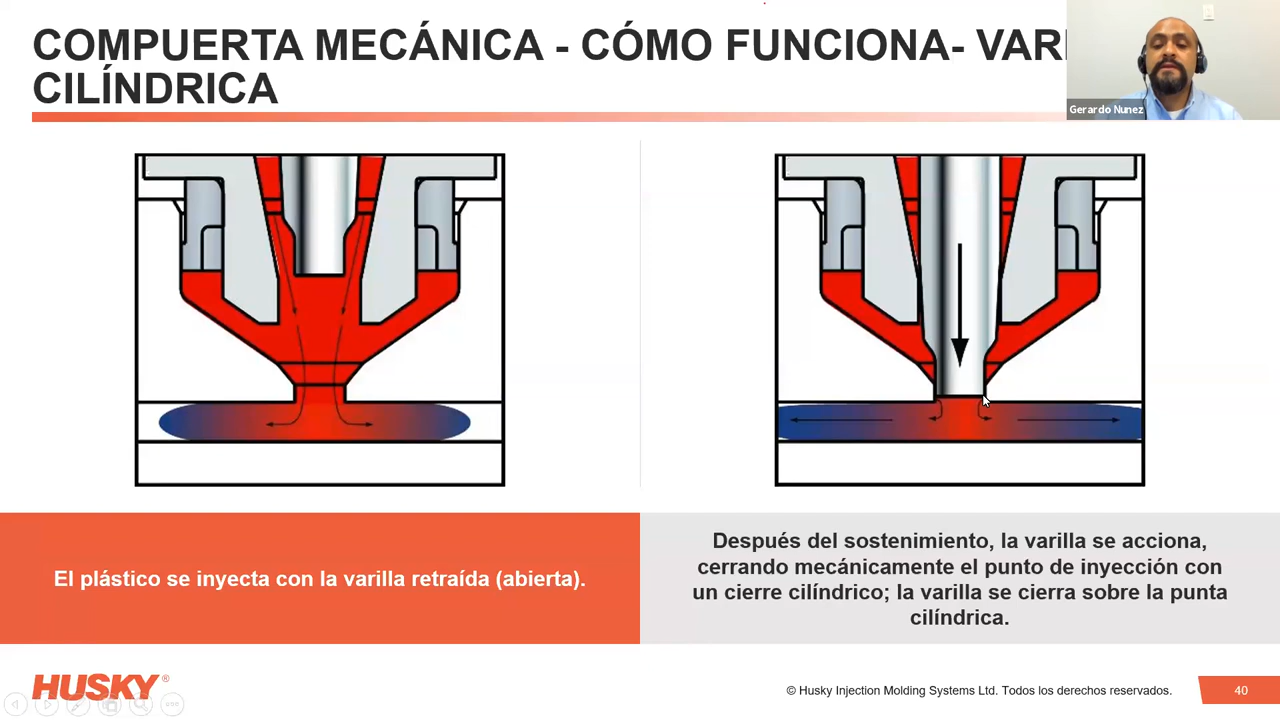 COMPUERTA MECÁNICA - CÓMO FUNCIONA-
CILÍNDRICA
Gerardo Nunez
El plástico se inyecta con la varilla retraída (abierta).
Después del sostenimiento, la varilla se acciona,
cerrando mecánicamente el punto de inyección con
un cierre cilíndrico; la varilla se cierra sobre la punta
cilíndrica.
HUSKY®
© Husky Injection Molding Systems Ltd. Todos los derechos reservados.
40